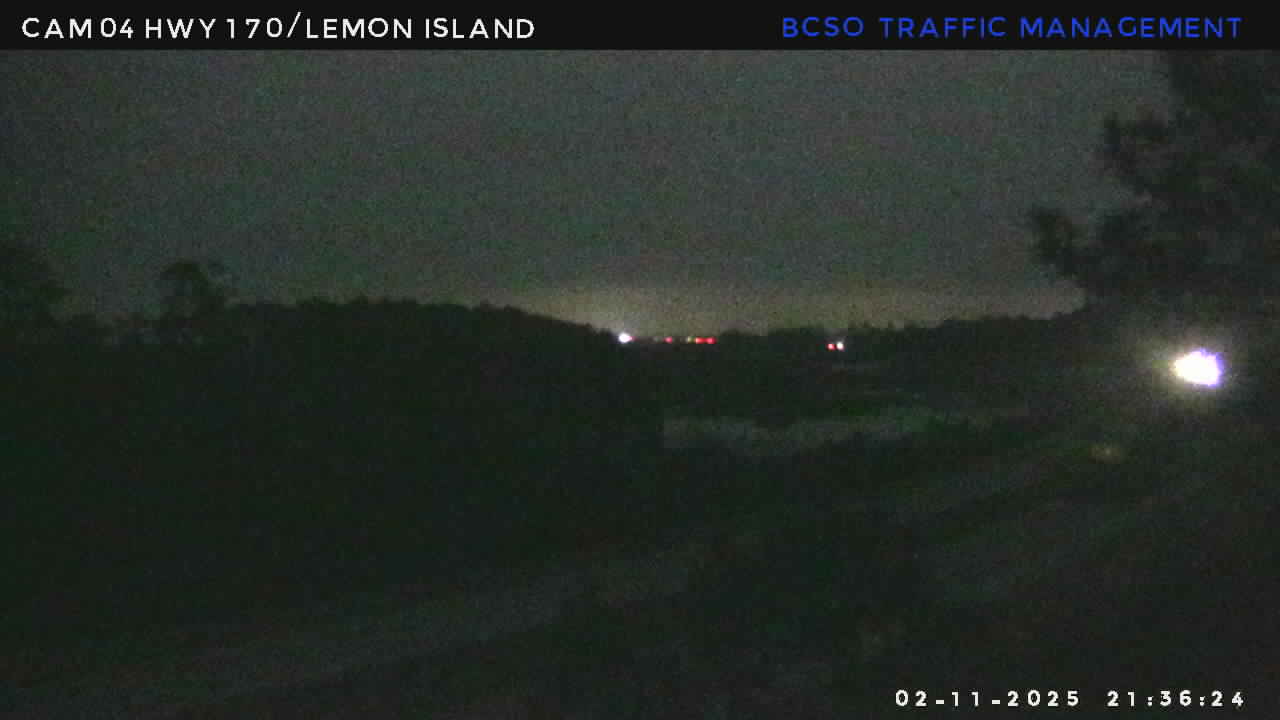 CAM04 HWY 170/LEMON ISLAND
BCSO TRAFFIC MANAGEMENT
02-11-2025 21:36:24